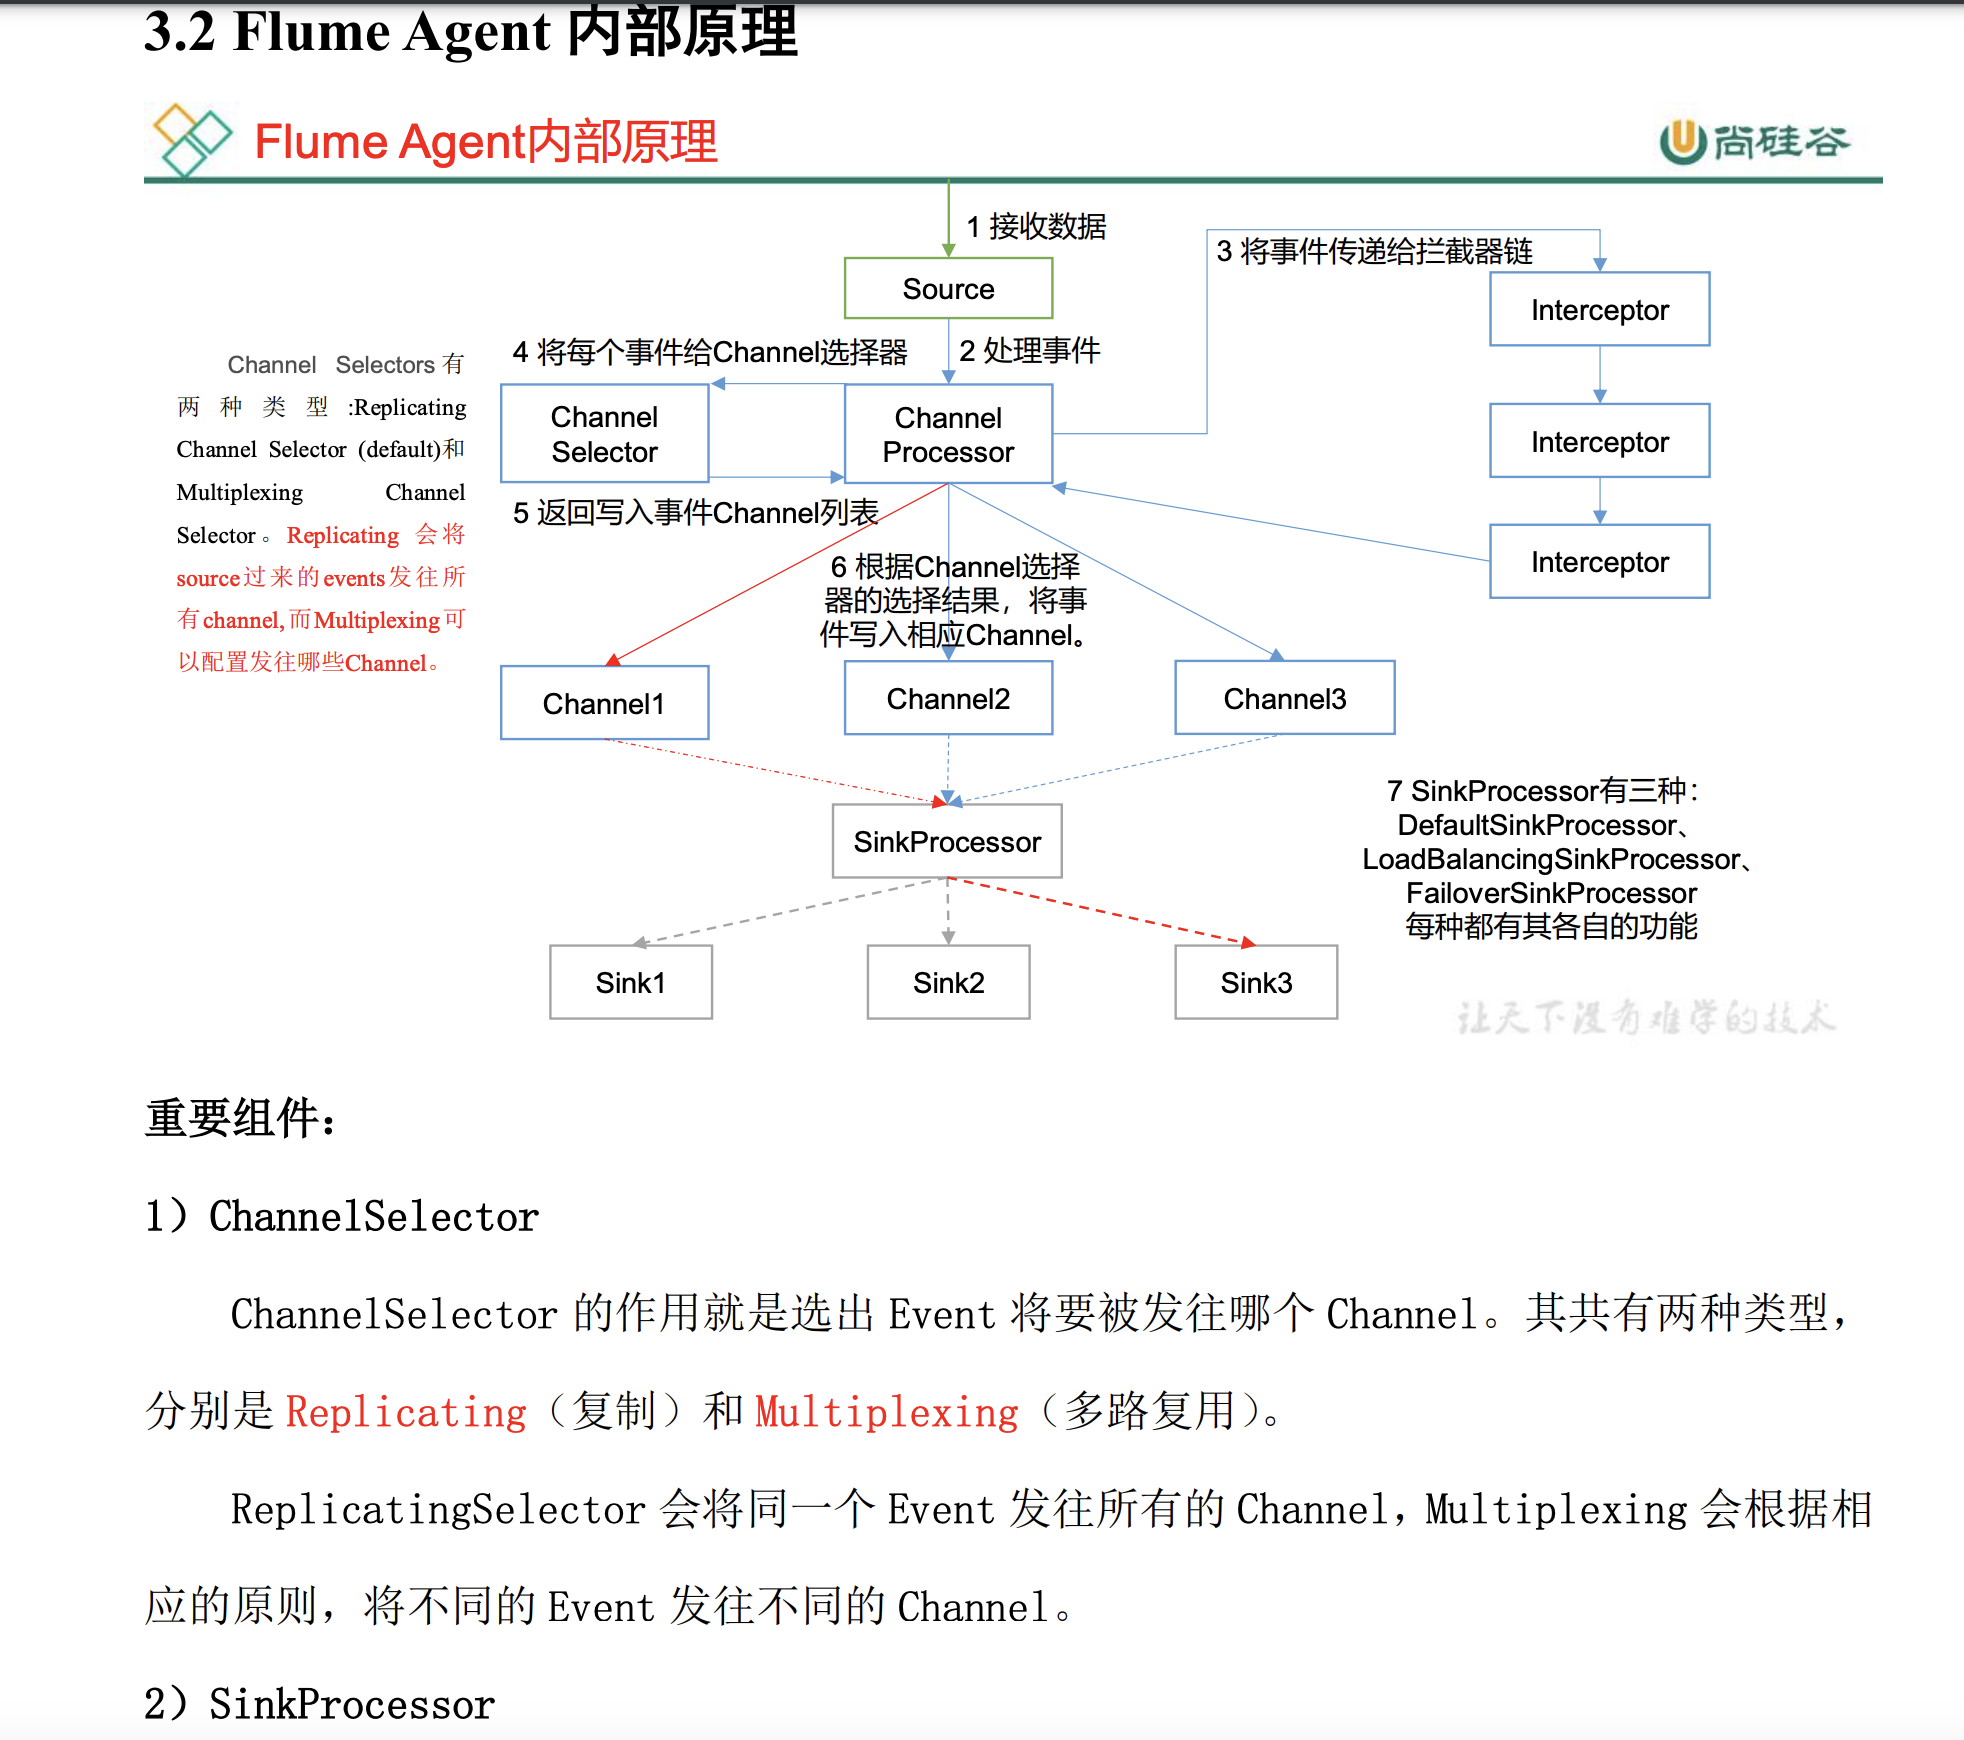 3.2 Flume Agent 内部原理
Flume Agent内部原理
尚硅谷
1 接收数据
Source
3 将事件传递给拦截器链
Interceptor
Interceptor
Interceptor
4 将每个事件给Channel选择器
2 处理事件
Channel
Selector
Channel
Processor
5 返回写入事件Channel列表
Channel Selectors有
两种类型:Replicating
Channel Selector (default)和
Multiplexing Channel
Selector。Replicating 会将
source过来的events发往所
有channel,而Multiplexing可
以配置发往哪些Channel。
6 根据Channel选择
器的选择结果，将事
件写入相应Channel。
Channel1
Channel2
Channel3
SinkProcessor
7 SinkProcessor有三种：
DefaultSinkProcessor、
LoadBalancingSinkProcessor、
FailoverSinkProcessor
每种都有其各自的功能
Sink1
Sink2
Sink3
让天下没有难学的技术
重要组件：
1）ChannelSelector
ChannelSelector 的作用就是选出 Event 将要被发往哪个 Channel。其共有两种类型，
分别是 Replicating（复制）和 Multiplexing（多路复用）。
ReplicatingSelector 会将同一个 Event 发往所有的 Channel，Multiplexing 会根据相
应的原则，将不同的 Event 发往不同的 Channel。
2）SinkProcessor